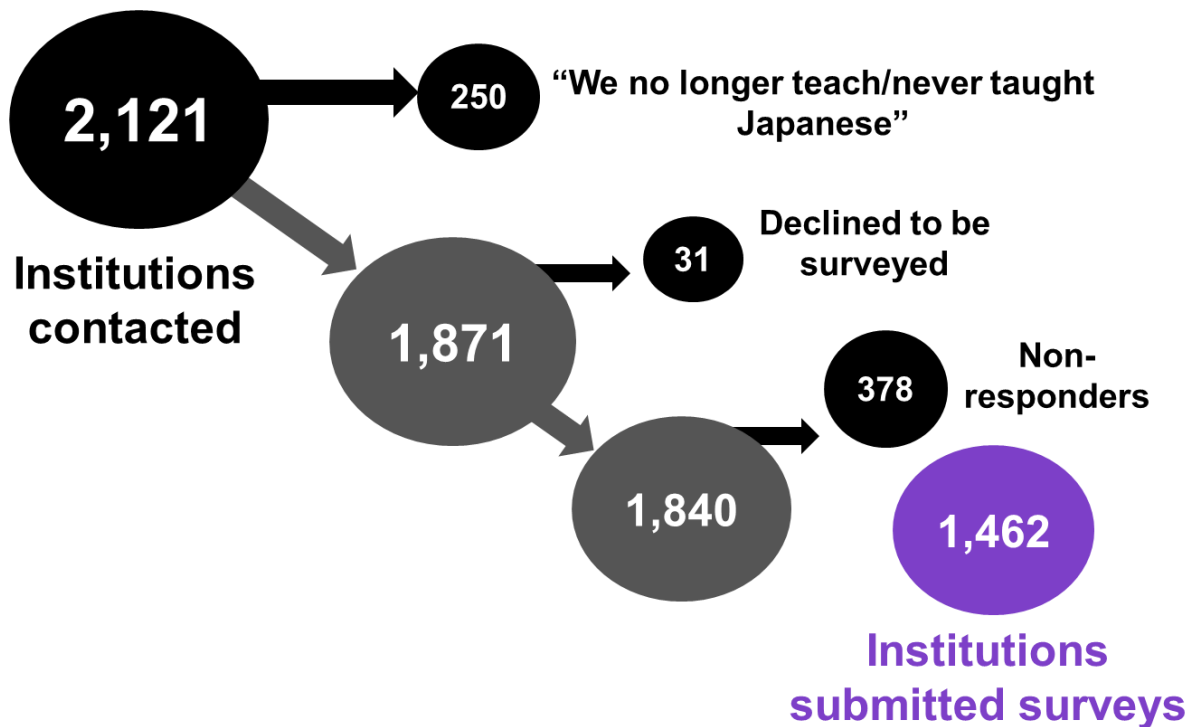 2,121
250
“We no longer teach/never taught
Japanese”
Institutions
contacted
31
Declined to be
surveyed
1,871
378
Non-
responders
1,840
1,462
Institutions
submitted surveys